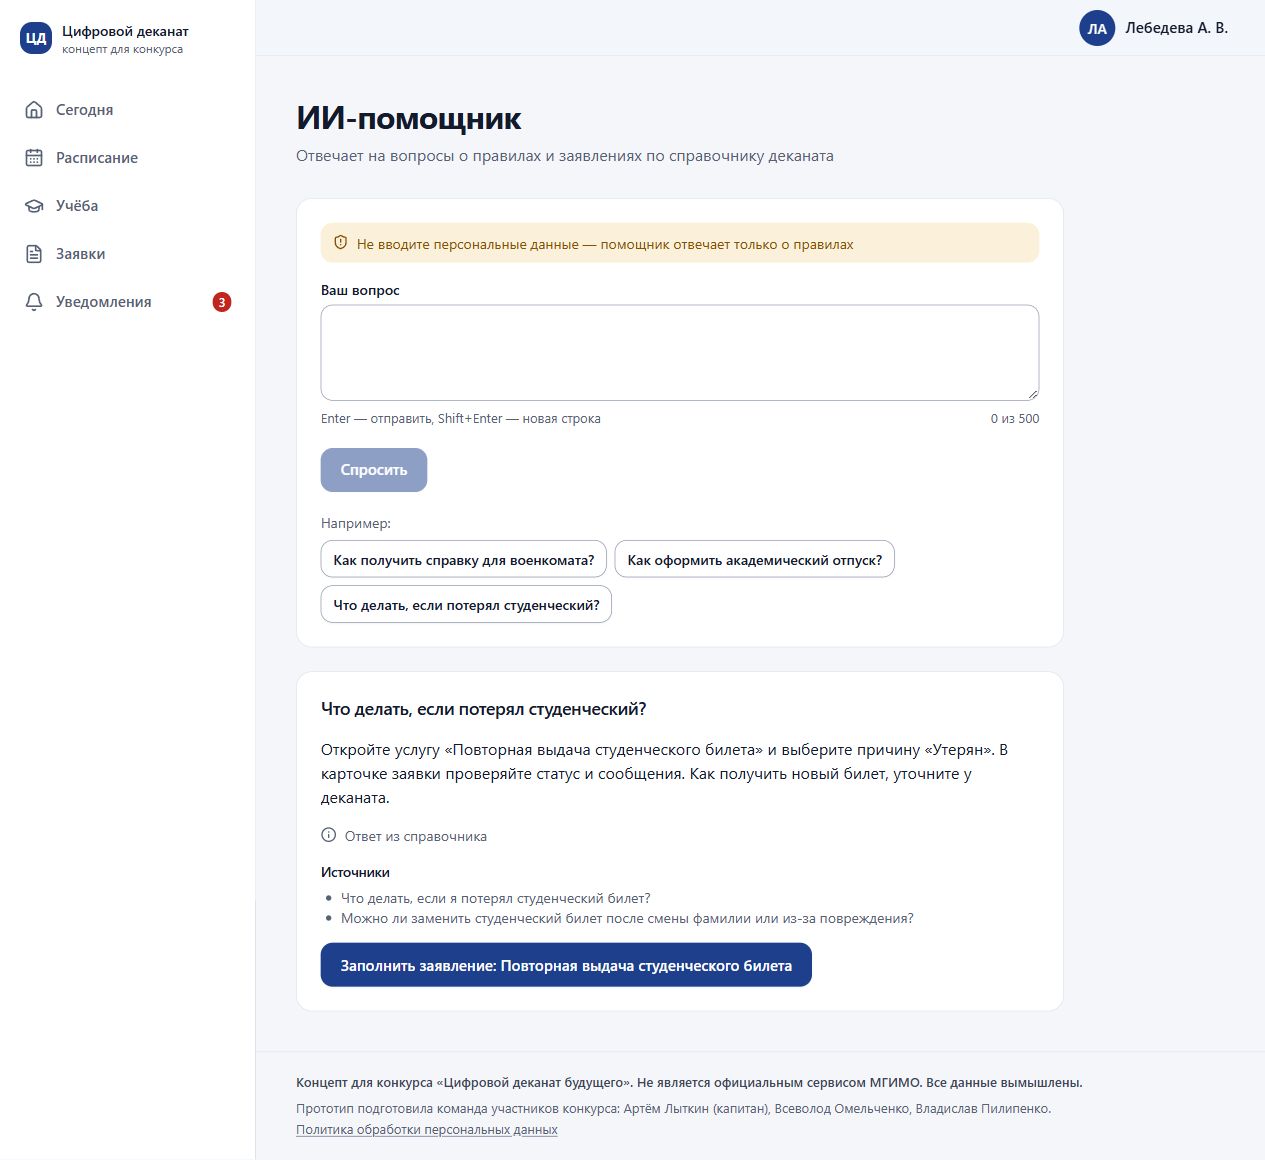 ЦД
Цифровой деканат
концепт для конкурса
Сегодня
Расписание
Учёба
Заявки
Уведомления
3
ЛА
Лебедева А. В.
ИИ-помощник
Отвечает на вопросы о правилах и заявлениях по справочнику деканата
Не вводите персональные данные — помощник отвечает только о правилах
Ваш вопрос
Enter — отправить, Shift+Enter — новая строка
0 из 500
Спросить
Например:
Как получить справку для военкомата?
Как оформить академический отпуск?
Что делать, если потерял студенческий?
Что делать, если потерял студенческий?
Откройте услугу «Повторная выдача студенческого билета» и выберите причину «Утерян». В
карточке заявки проверяйте статус и сообщения. Как получить новый билет, уточните у
деканата.
Ответ из справочника
Источники
Что делать, если я потерял студенческий билет?
Можно ли заменить студенческий билет после смены фамилии или из-за повреждения?
Заполнить заявление: Повторная выдача студенческого билета
Концепт для конкурса «Цифровой деканат будущего». Не является официальным сервисом МГИМО. Все данные вымышлены.
Прототип подготовила команда участников конкурса: Артём Лыткин (капитан), Всеволод Омельченко, Владислав Пилипенко.
Политика обработки персональных данных